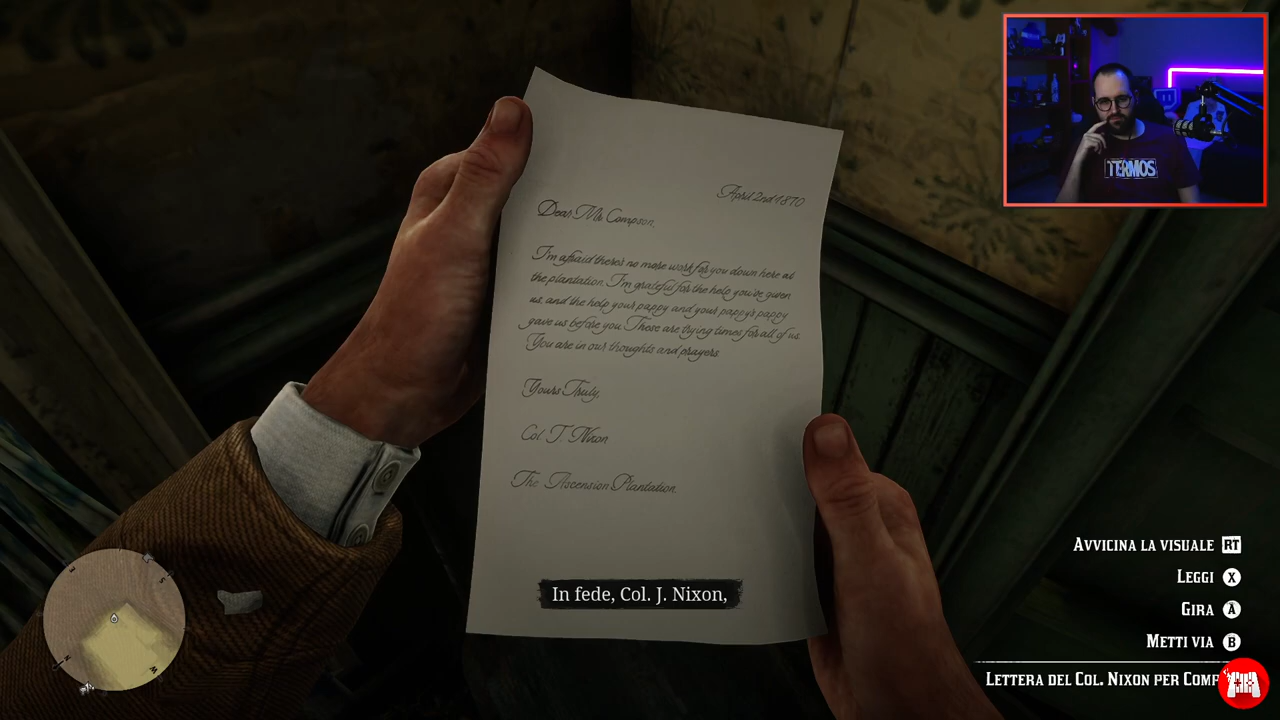 TERMOS
April 2nd 1870
Dear Mr Compson,
I'm afraid there's no more work for you down here at
the plantation. I'm grateful for the help you've given
us, and the help your pappy and your pappy's pappy
gave us before you. These are trying times for all of us.
You are in our thoughts and prayers.
Yours Truly,
Col. J. Nixon
The Ascension Plantation.
In fede, Col. J. Nixon,
AVVICINA LA VISUALE RT
LEGGI X
GIRA A
METTI VIA B
LETTERA DEL COL. NIXON PER COMP